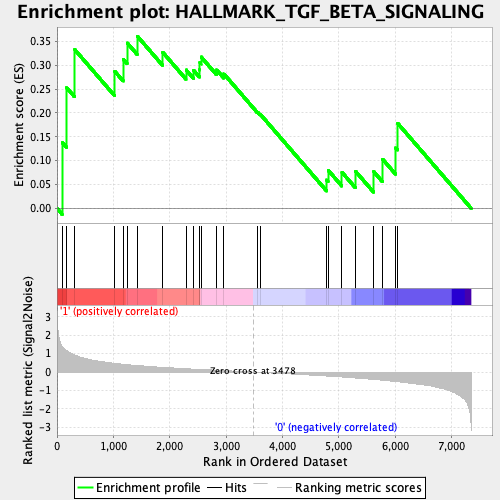 Enrichment plot: HALLMARK_TGF_BETA_SIGNALING
Enrichment score (ES)
0.35
0.30
0.25
0.20
0.15
0.10
0.05
0.00
'1' (positively correlated)
Ranked list metric (Signal2Noise)
3
2
1
0
-1
-2
-3
Zero cross at 3478
'0' (negatively correlated)
0
1,000
2,000
3,000
4,000
5,000
6,000
7,000
Rank in Ordered Dataset
Enrichment profile
Hits
Ranking metric scores